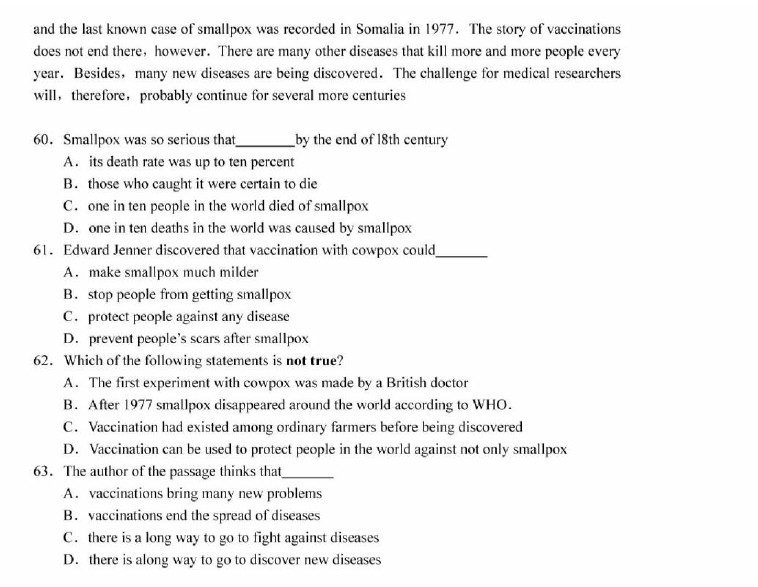 and the last known case of smallpox was recorded in Somalia in 1977. The story of vaccinations
does not end there, however. There are many other diseases that kill more and more people every
year. Besides, many new diseases are being discovered. The challenge for medical researchers
will, therefore, probably continue for several more centuries
60. Smallpox was so serious that________by the end of 18th century
A. its death rate was up to ten percent
B. those who caught it were certain to die
C. one in ten people in the world died of smallpox
D. one in ten deaths in the world was caused by smallpox
61. Edward Jenner discovered that vaccination with cowpox could_______
A. make smallpox much milder
B. stop people from getting smallpox
C. protect people against any disease
D. prevent people's scars after smallpox
62. Which of the following statements is not true?
A. The first experiment with cowpox was made by a British doctor
B. After 1977 smallpox disappeared around the world according to WHO.
C. Vaccination had existed among ordinary farmers before being discovered
D. Vaccination can be used to protect people in the world against not only smallpox
63. The author of the passage thinks that_______
A. vaccinations bring many new problems
B. vaccinations end the spread of diseases
C. there is a long way to go to fight against diseases
D. there is along way to go to discover new diseases